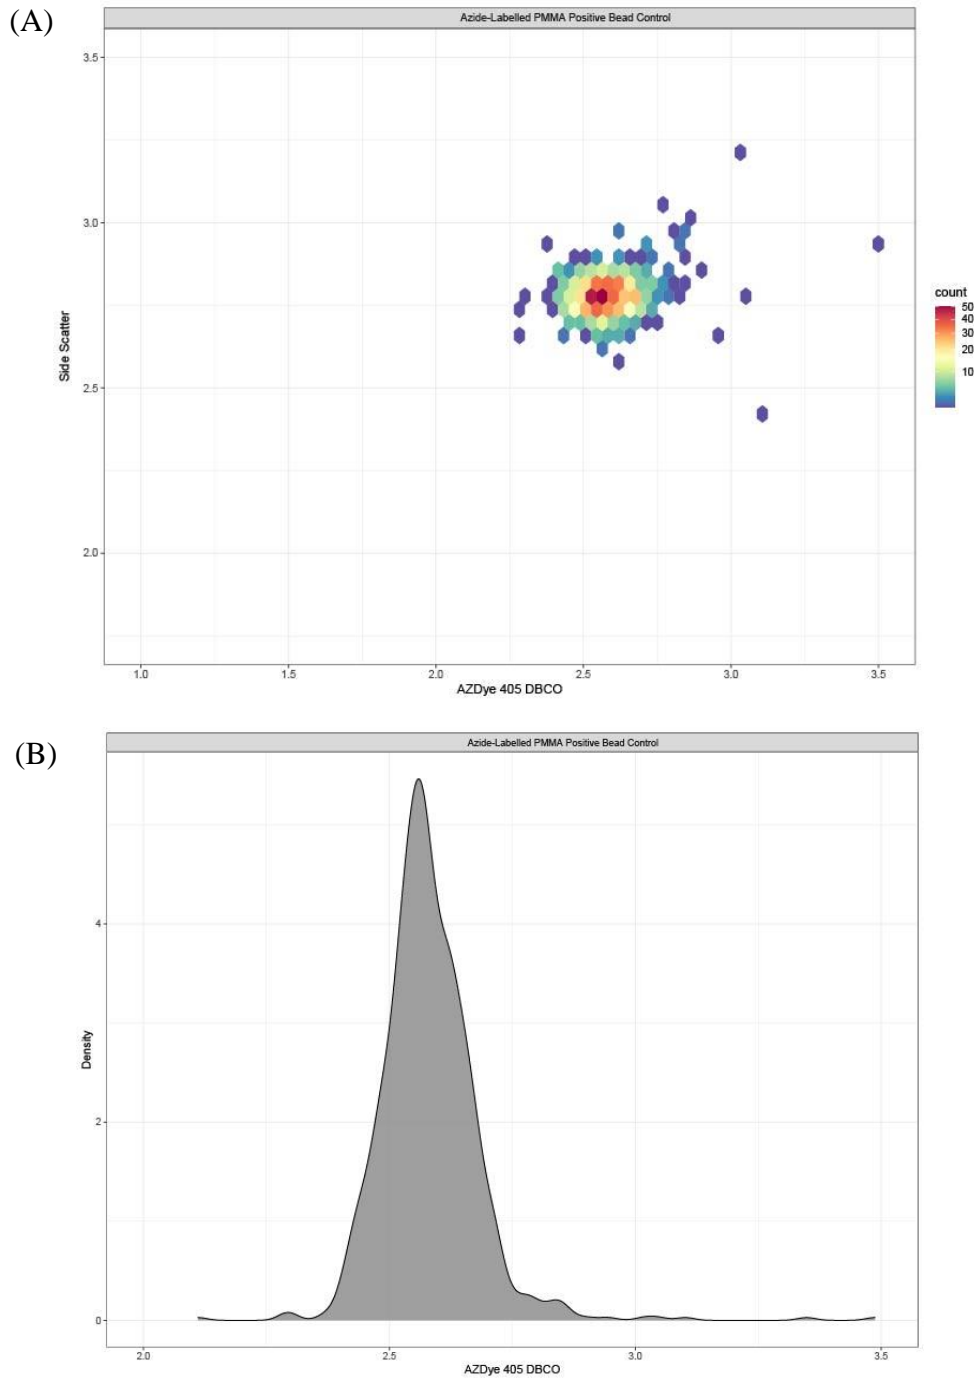 (A)
Azide-Labelled PMMA Positive Bead Control
3.5
3.0
2.5
2.0
Side Scatter
1.0 1.5 2.0 2.5 3.0 3.5
AZDye 405 DBCO
count
50
40
30
20
10
(B)
Azide-Labelled PMMA Positive Bead Control
4
2
0
Density
2.0 2.5 3.0 3.5
AZDye 405 DBCO